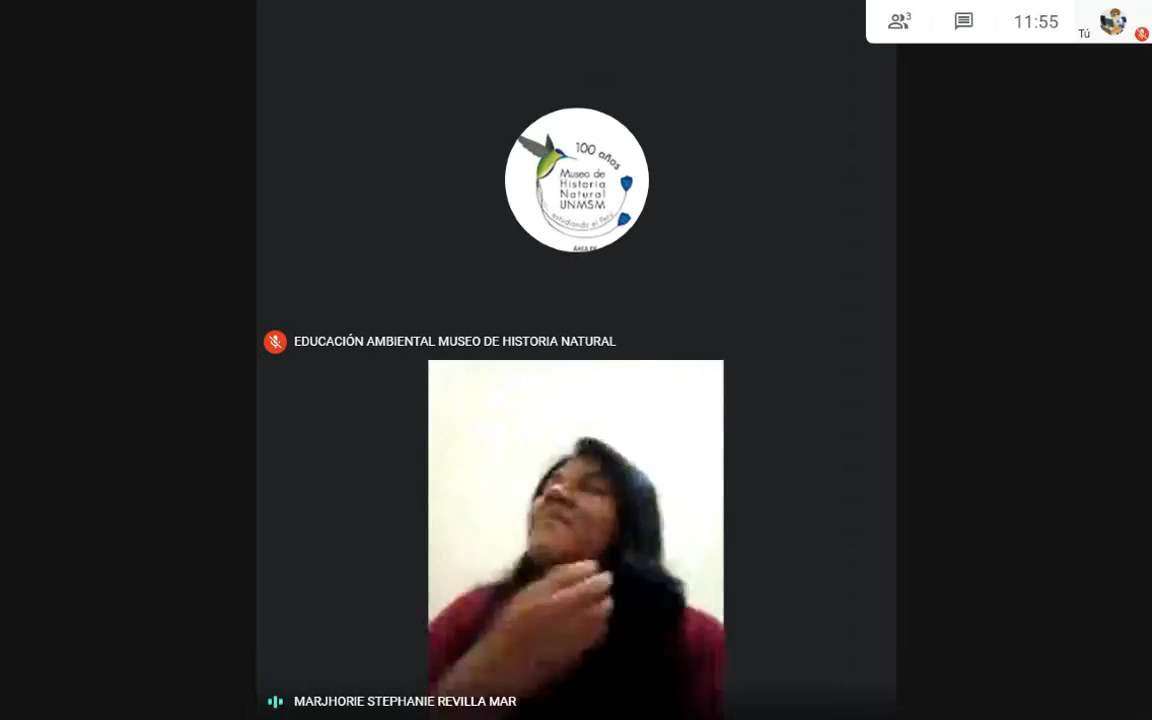 3
11:55
Tú
100 años
Museo de
Historia
Natural
UNMSM
estudiando el Perú
EDUCACIÓN AMBIENTAL MUSEO DE HISTORIA NATURAL
MARJHORIE STEPHANIE REVILLA MAR